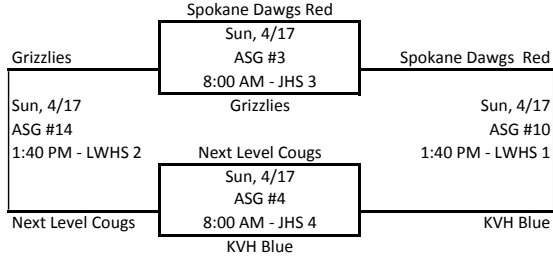 Spokane Dawgs Red
Sun, 4/17
Grizzlies
ASG #3
Spokane Dawgs  Red
8:00 AM - JHS 3
Sun, 4/17
Grizzlies
Sun, 4/17
ASG #14
ASG #10
1:40 PM - LWHS 2
Next Level Cougs
1:40 PM - LWHS 1
Sun, 4/17
ASG #4
Next Level Cougs
8:00 AM - JHS 4
KVH Blue
KVH Blue